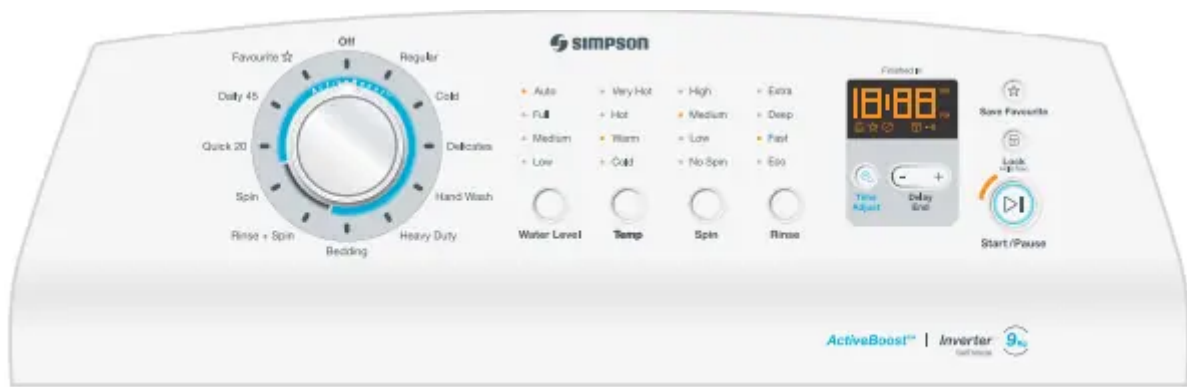 SIMPSON
Off
Favourite
Regular
Daily 45
Cold
Quick 20
Delicates
Spin
Hand Wash
Rinse + Spin
Heavy Duty
Bedding
Auto
Very Hot
High
Extra
Full
Hot
Medium
Deep
Medium
Warm
Low
Fast
Low
Cold
No Spin
Eco
Water Level
Temp
Spin
Rinse
Finished in
18:88
Time
Adjust
- +
Delay
End
Save Favourite
Lock
Start/Pause
ActiveBoost™ | Inverter 9kg